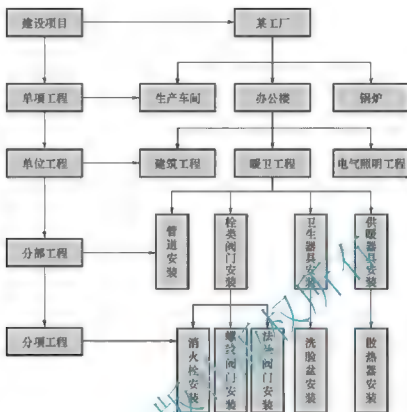 建设项目
某工厂
单项工程
生产车间
办公楼
锅炉
单位工程
建筑工程
暖卫工程
电气照明工程
分部工程
管道安装
栓类阀门安装
卫生器具安装
供暖器具安装
分项工程
消火栓安装
螺纹阀门安装
法兰阀门安装
洗脸盆安装
散热器安装
版权所有